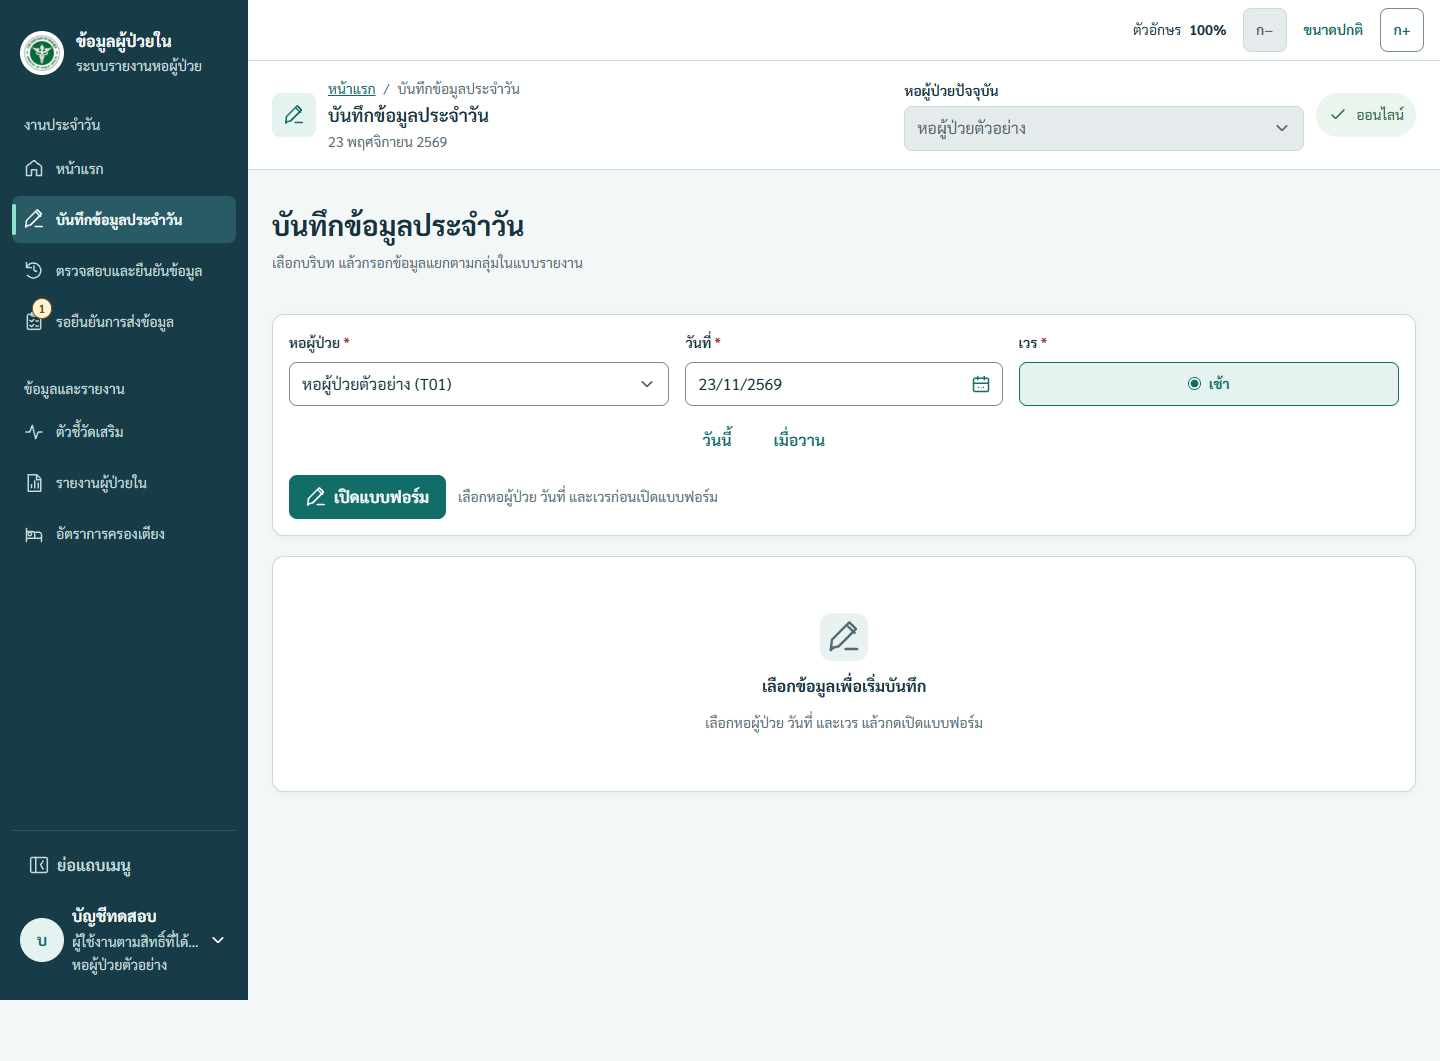 ข้อมูลผู้ป่วยใน
ระบบรายงานหอผู้ป่วย
งานประจำวัน
หน้าแรก
บันทึกข้อมูลประจำวัน
ตรวจสอบและยืนยันข้อมูล
1
รอยืนยันการส่งข้อมูล
ข้อมูลและรายงาน
ตัวชี้วัดเสริม
รายงานผู้ป่วยใน
อัตราการครองเตียง
ย่อแถบเมนู
บ
บัญชีทดสอบ
ผู้ใช้งานตามสิทธิ์ที่ได้...
หอผู้ป่วยตัวอย่าง
ตัวอักษร 100% ก− ขนาดปกติ ก+
หน้าแรก / บันทึกข้อมูลประจำวัน
บันทึกข้อมูลประจำวัน
23 พฤศจิกายน 2569
หอผู้ป่วยปัจจุบัน
หอผู้ป่วยตัวอย่าง
ออนไลน์
บันทึกข้อมูลประจำวัน
เลือกบริบท แล้วกรอกข้อมูลแยกตามกลุ่มในแบบรายงาน
หอผู้ป่วย * วันที่ * เวร *
หอผู้ป่วยตัวอย่าง (T01) 23/11/2569 เช้า
วันนี้ เมื่อวาน
เปิดแบบฟอร์ม เลือกหอผู้ป่วย วันที่ และเวรก่อนเปิดแบบฟอร์ม
เลือกข้อมูลเพื่อเริ่มบันทึก
เลือกหอผู้ป่วย วันที่ และเวร แล้วกดเปิดแบบฟอร์ม